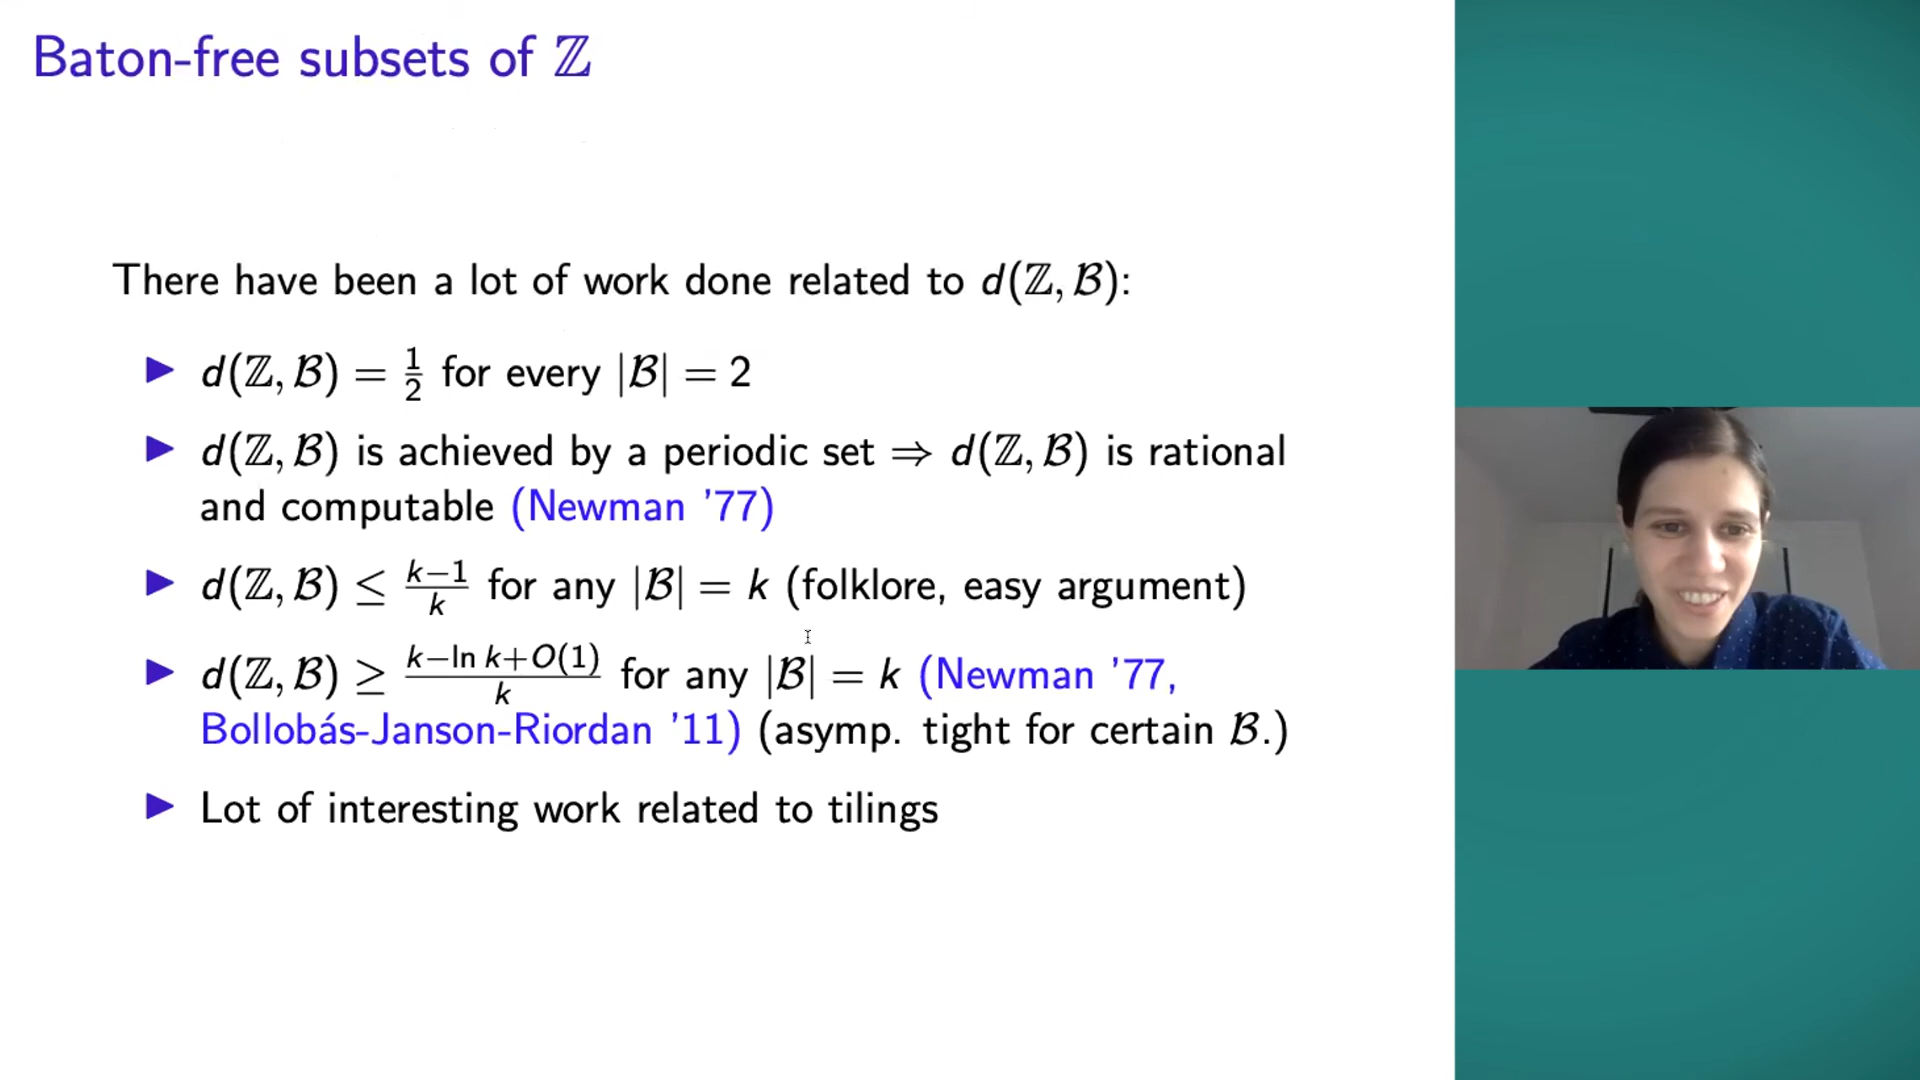 Baton-free subsets of ℤ
There have been a lot of work done related to d(ℤ, ℬ):
▶ d(ℤ, ℬ) = 1/2 for every |ℬ| = 2
▶ d(ℤ, ℬ) is achieved by a periodic set ⇒ d(ℤ, ℬ) is rational
and computable (Newman '77)
▶ d(ℤ, ℬ) ≤ (k−1)/k for any |ℬ| = k (folklore, easy argument)
▶ d(ℤ, ℬ) ≥ (k−ln k+O(1))/k for any |ℬ| = k (Newman '77,
Bollobás-Janson-Riordan '11) (asymp. tight for certain ℬ.)
▶ Lot of interesting work related to tilings